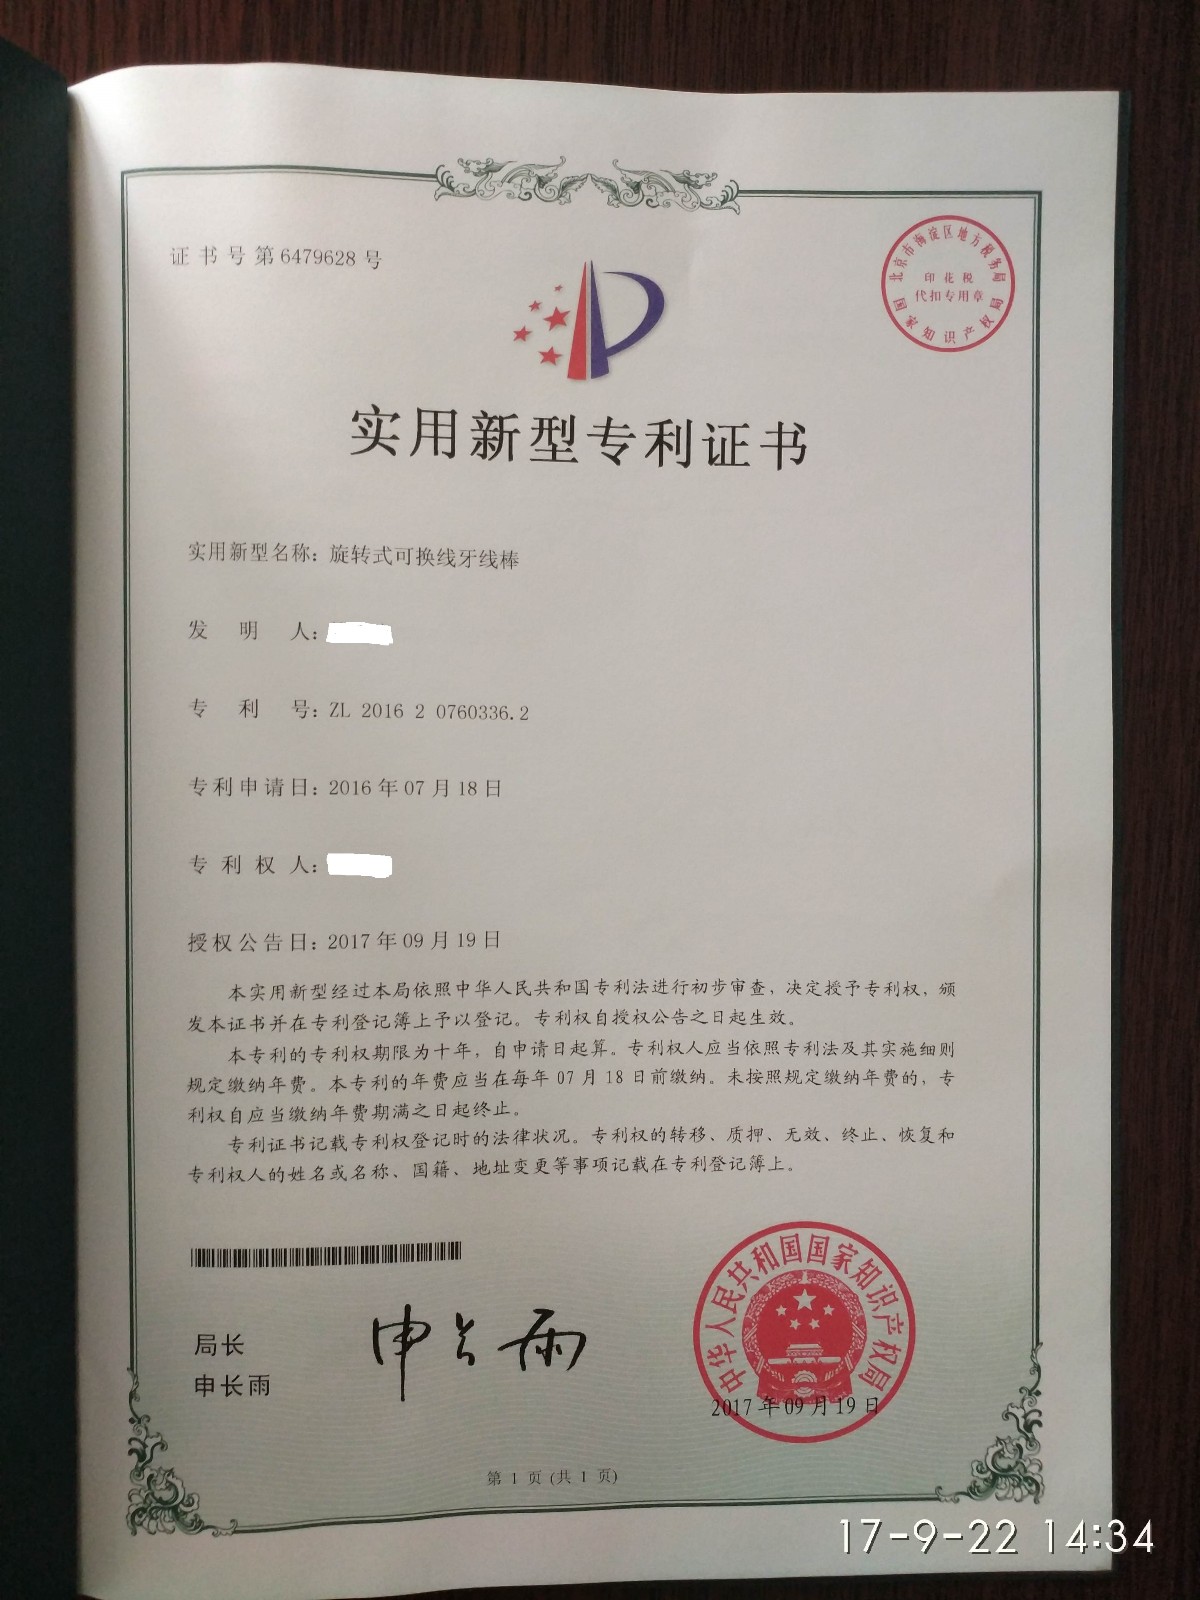 证书号第6479628号
北京市海淀区地方税务局
印花税
代扣专用章
国家知识产权局
实用新型专利证书
实用新型名称：旋转式可换线牙线棒
发明人：
专利号：ZL 2016 2 0760336.2
专利申请日：2016年07月18日
专利权人：
授权公告日：2017年09月19日
本实用新型经过本局依照中华人民共和国专利法进行初步审查，决定授予专利权，颁
发本证书并在专利登记簿上予以登记。专利权自授权公告之日起生效。
本专利的专利权期限为十年，自申请日起算。专利权人应当依照专利法及其实施细则
规定缴纳年费。本专利的年费应当在每年07月18日前缴纳。未按照规定缴纳年费的，专
利权自应当缴纳年费期满之日起终止。
专利证书记载专利权登记时的法律状况。专利权的转移、质押、无效、终止、恢复和
专利权人的姓名或名称、国籍、地址变更等事项记载在专利登记簿上。
局长
申长雨
申长雨
中华人民共和国国家知识产权局
2017年09月19日
第 1 页 (共 1 页)
17-9-22 14:34